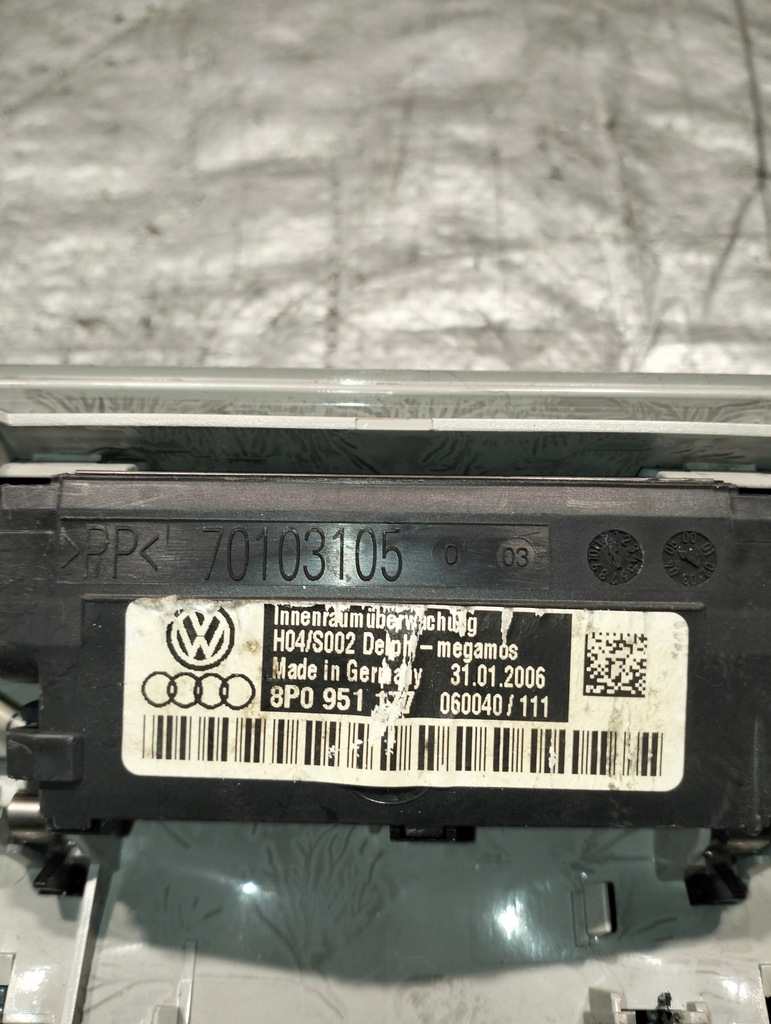 >PP< 70103105 0 03
Innenraumüberwachung
H04/S002 Delphi-megamos
Made in Germany 31.01.2006
8P0 951 177 060040/111